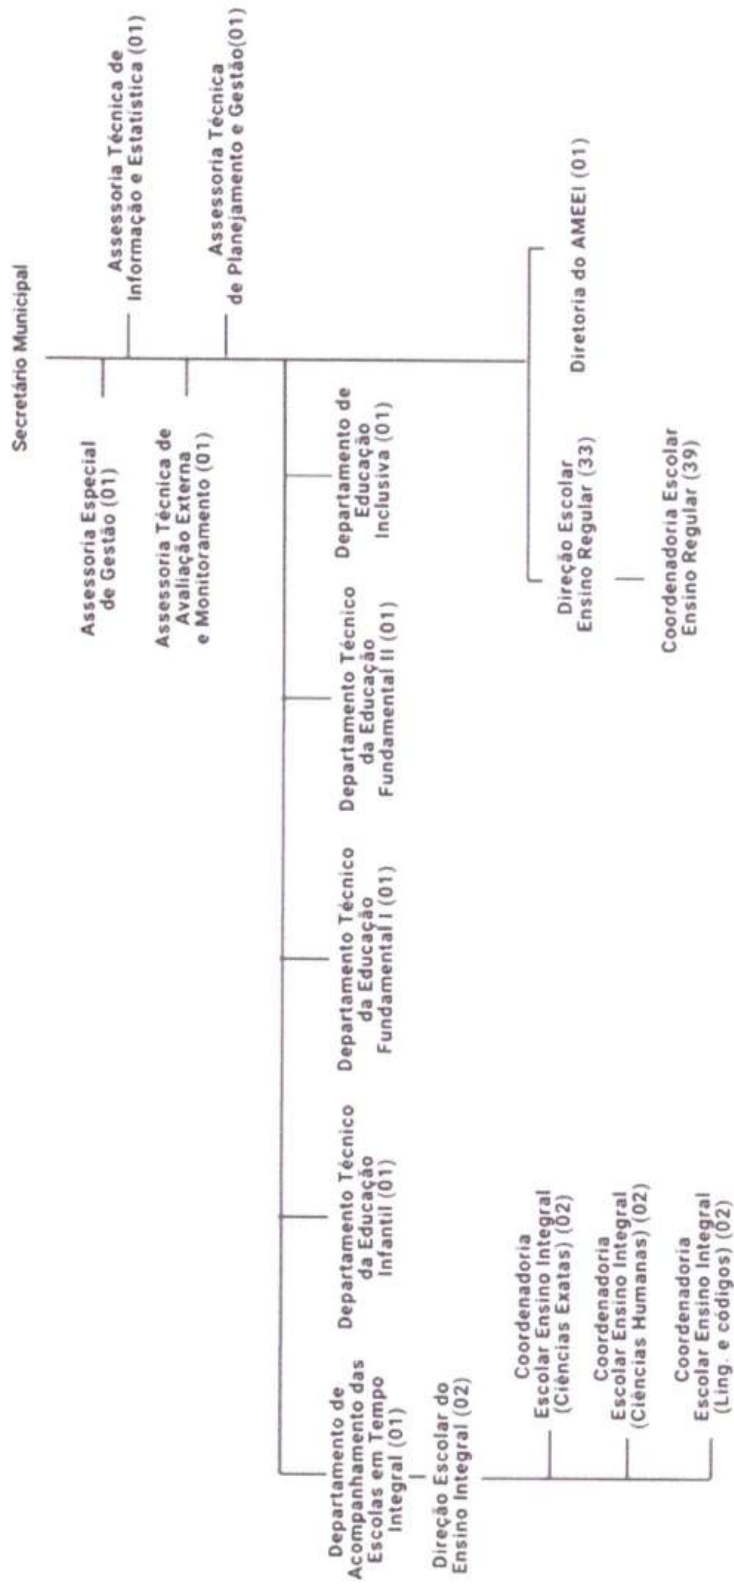 Secretário Municipal
Assessoria Especial
de Gestão (01)
Assessoria Técnica de
Informação e Estatística (01)
Assessoria Técnica de
Avaliação Externa
e Monitoramento (01)
Assessoria Técnica
de Planejamento e Gestão(01)
Departamento de
Acompanhamento das
Escolas em Tempo
Integral (01)
Departamento Técnico
da Educação
Infantil (01)
Departamento Técnico
da Educação
Fundamental I (01)
Departamento Técnico
da Educação
Fundamental II (01)
Departamento de
Educação
Inclusiva (01)
Direção Escolar do
Ensino Integral (02)
Coordenadoria
Escolar Ensino Integral
(Ciências Exatas) (02)
Coordenadoria
Escolar Ensino Integral
(Ciências Humanas) (02)
Coordenadoria
Escolar Ensino Integral
(Ling. e códigos) (02)
Direção Escolar
Ensino Regular (33)
Diretoria do AMEEI (01)
Coordenadoria Escolar
Ensino Regular (39)